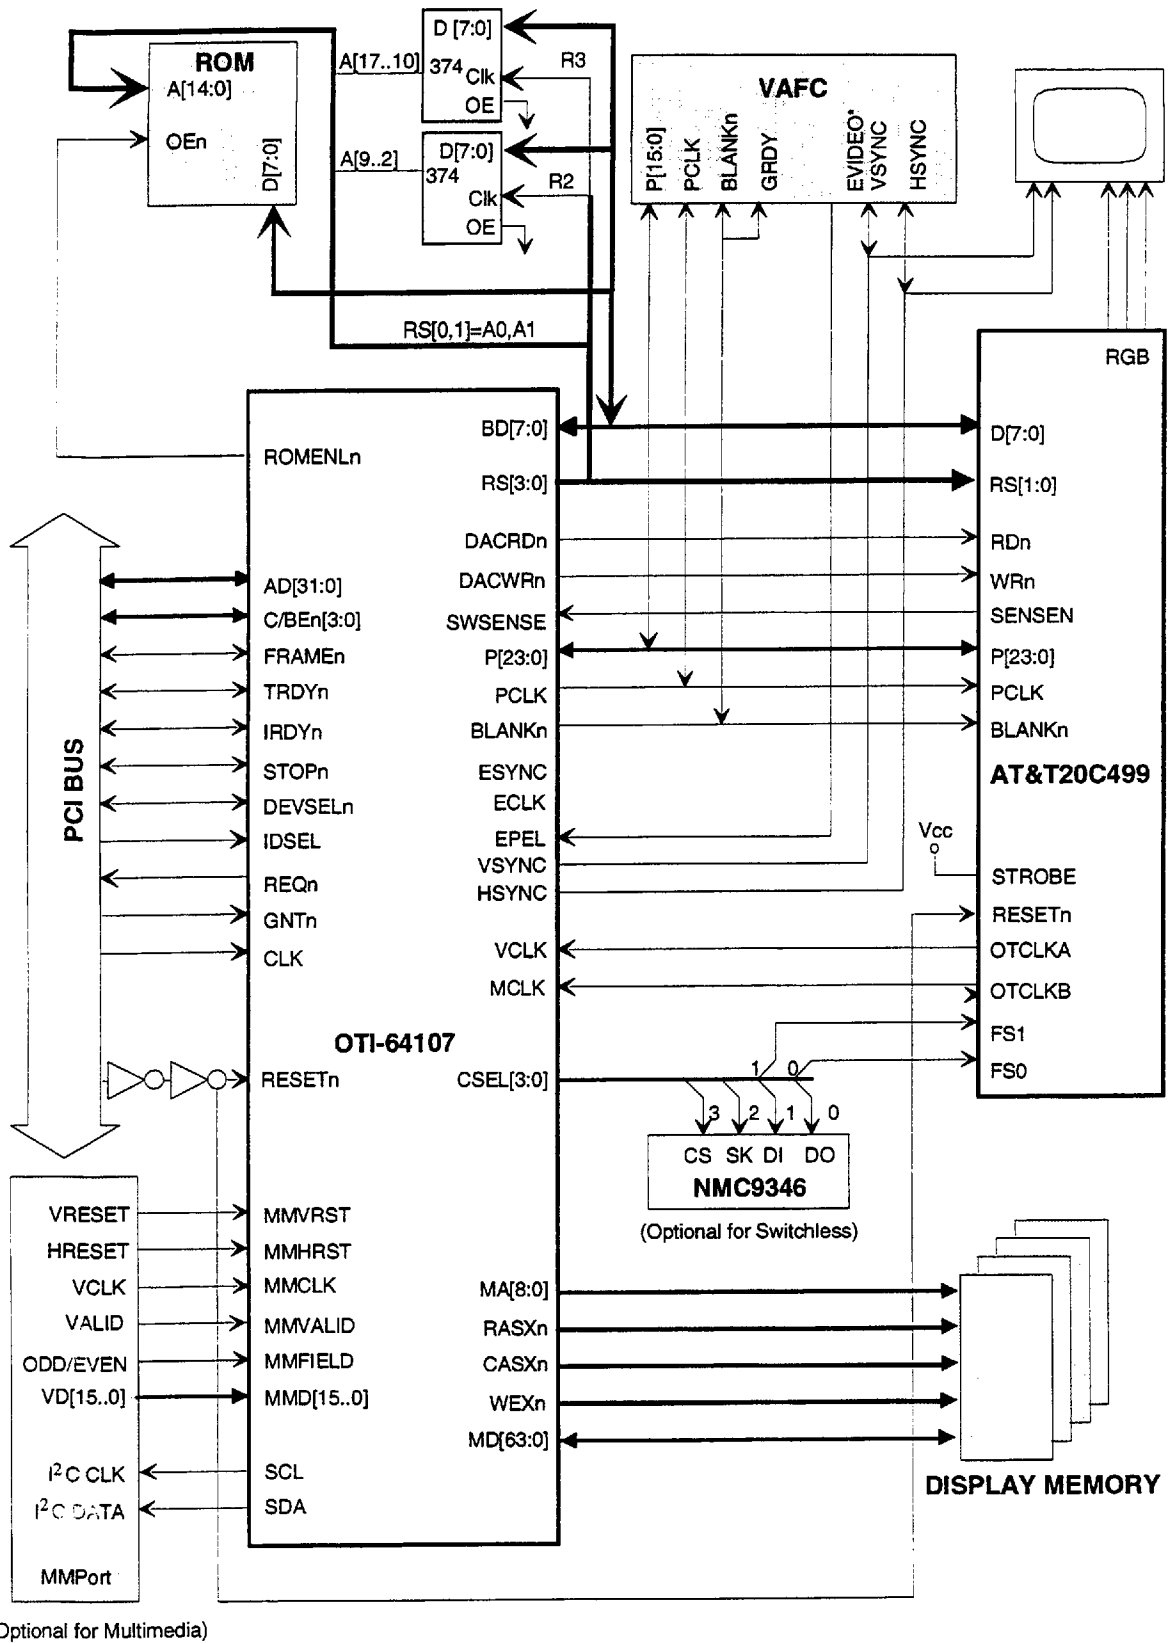 ROM
A[14:0]
OEn
D[7:0]
A[17..10]
D [7:0]
374
Clk
OE
R3
A[9..2]
D[7:0]
374
Clk
OE
R2
RS[0,1]=A0,A1
VAFC
P[15:0]
PCLK
BLANKn
GRDY
EVIDEO*
VSYNC
HSYNC
RGB
ROMENLn
BD[7:0]
RS[3:0]
DACRDn
DACWRn
SWSENSE
P[23:0]
PCLK
BLANKn
ESYNC
ECLK
EPEL
VSYNC
HSYNC
VCLK
MCLK
D[7:0]
RS[1:0]
RDn
WRn
SENSEN
P[23:0]
PCLK
BLANKn
AT&T20C499
Vcc
STROBE
RESETn
OTCLKA
OTCLKB
FS1
FS0
PCI BUS
AD[31:0]
C/BEn[3:0]
FRAMEn
TRDYn
IRDYn
STOPn
DEVSELn
IDSEL
REQn
GNTn
CLK
OTI-64107
RESETn
CSEL[3:0]
1 0
3 2 1 0
CS SK DI DO
NMC9346
(Optional for Switchless)
VRESET
HRESET
VCLK
VALID
ODD/EVEN
VD[15..0]
I²C CLK
I²C DATA
MMPort
MMVRST
MMHRST
MMCLK
MMVALID
MMFIELD
MMD[15..0]
SCL
SDA
MA[8:0]
RASXn
CASXn
WEXn
MD[63:0]
DISPLAY MEMORY
Optional for Multimedia)